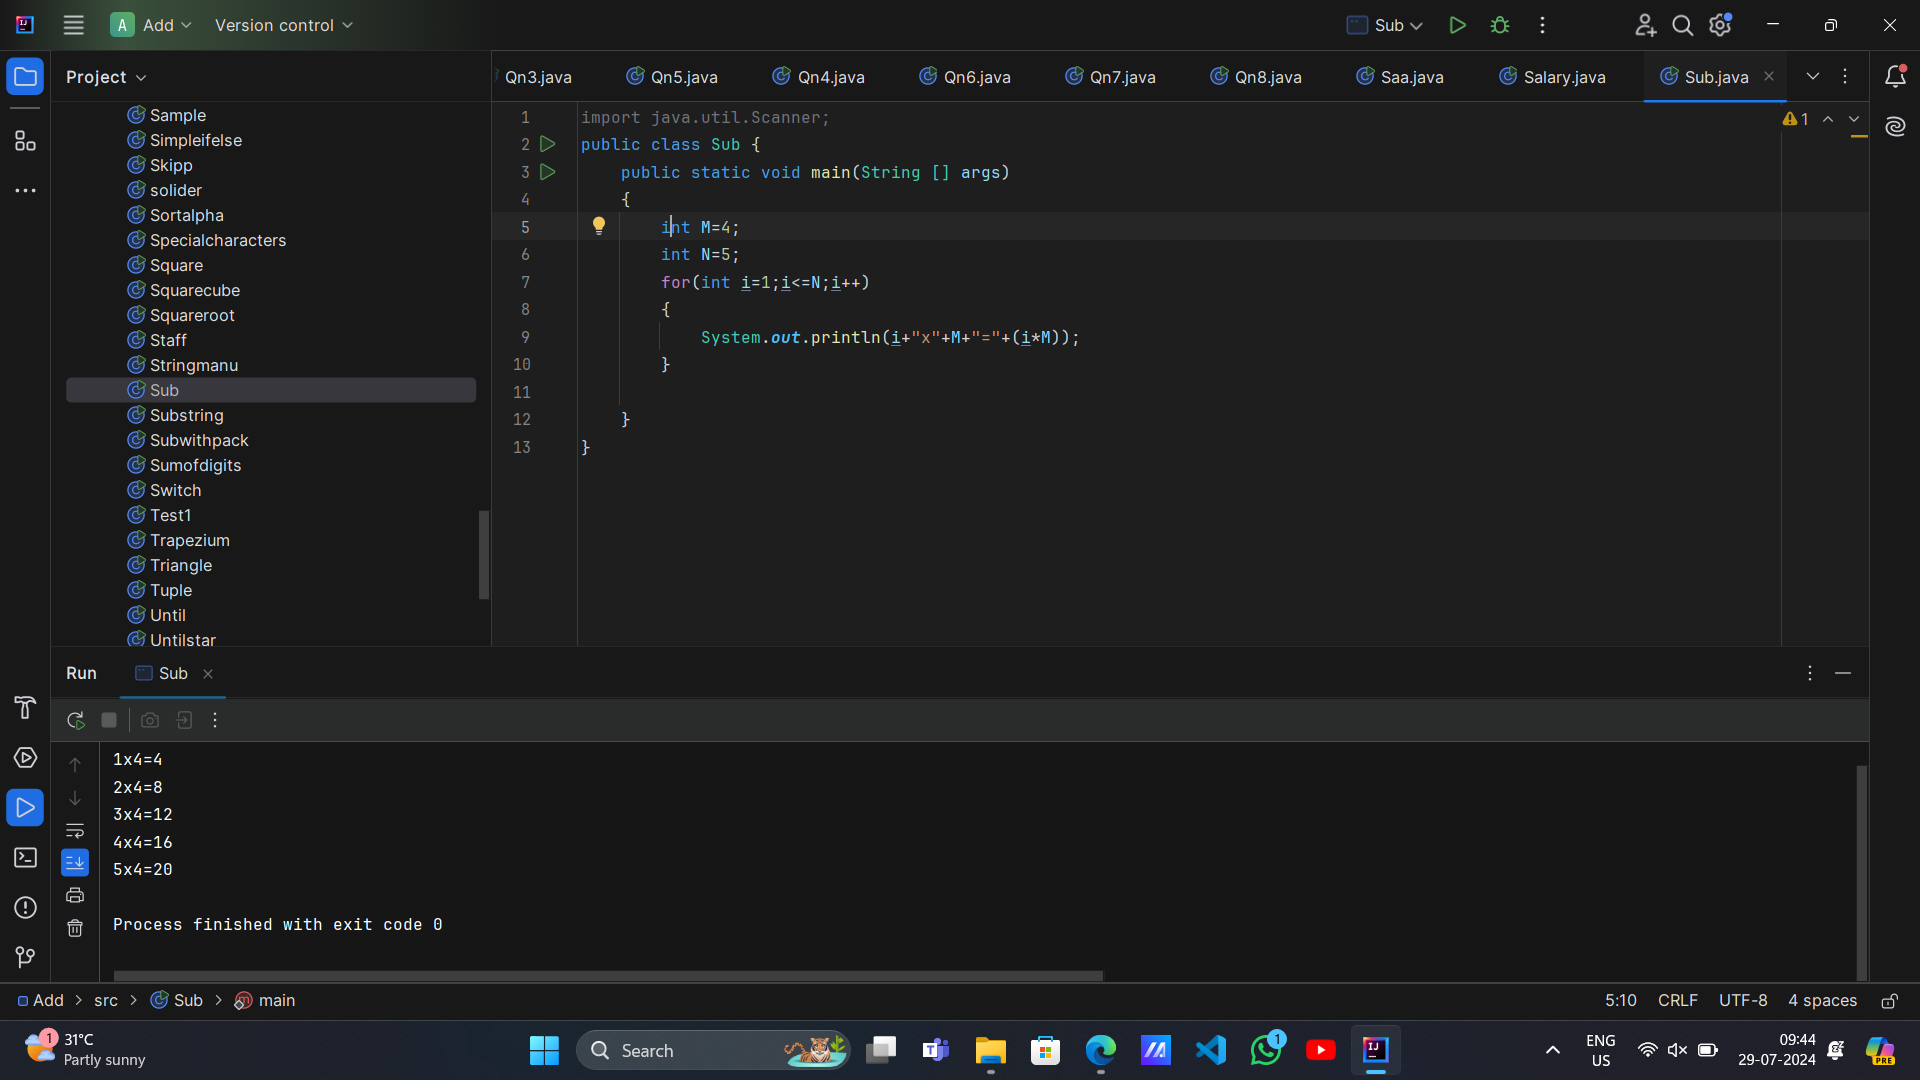 A Add Version control Sub
Project
Qn3.java Qn5.java Qn4.java Qn6.java Qn7.java Qn8.java Saa.java Salary.java Sub.java
Sample
Simpleifelse
Skipp
solider
Sortalpha
Specialcharacters
Square
Squarecube
Squareroot
Staff
Stringmanu
Sub
Substring
Subwithpack
Sumofdigits
Switch
Test1
Trapezium
Triangle
Tuple
Until
Untilstar
1 import java.util.Scanner;
2 public class Sub {
3 public static void main(String [] args)
4 {
5 int M=4;
6 int N=5;
7 for(int i=1;i<=N;i++)
8 {
9 System.out.println(i+"x"+M+"="+(i*M));
10 }
11
12 }
13 }
1
Run Sub
1x4=4
2x4=8
3x4=12
4x4=16
5x4=20
Process finished with exit code 0
Add > src > Sub > main 5:10 CRLF UTF-8 4 spaces
1 31°C
Partly sunny
Search
1
ENG
US
09:44
29-07-2024
PRE